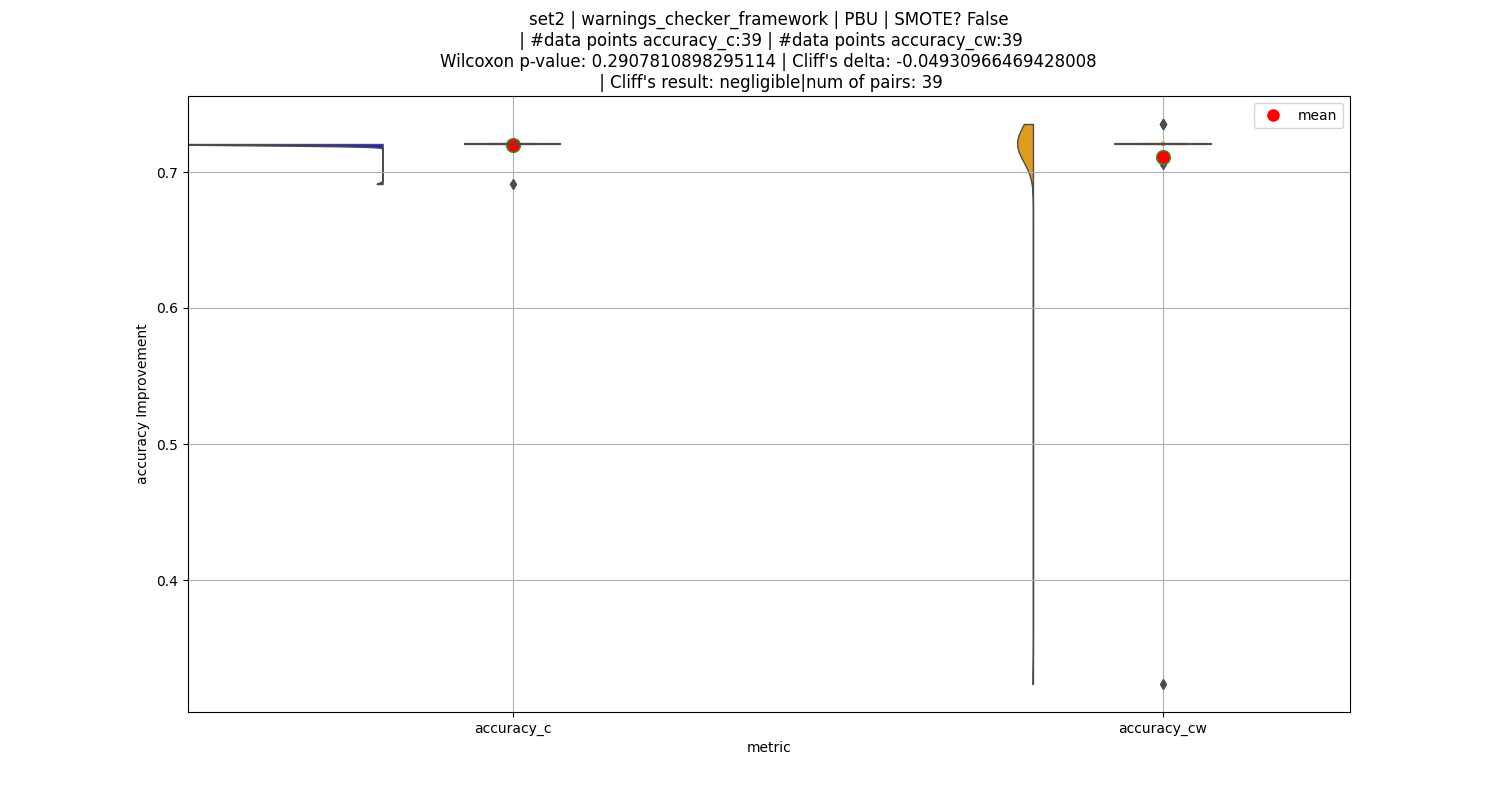 set2 | warnings_checker_framework | PBU | SMOTE? False
| #data points accuracy_c:39 | #data points accuracy_cw:39
Wilcoxon p-value: 0.2907810898295114 | Cliff's delta: -0.04930966469428008
| Cliff's result: negligible|num of pairs: 39
mean
0.7
0.6
0.5
0.4
accuracy Improvement
accuracy_c
accuracy_cw
metric